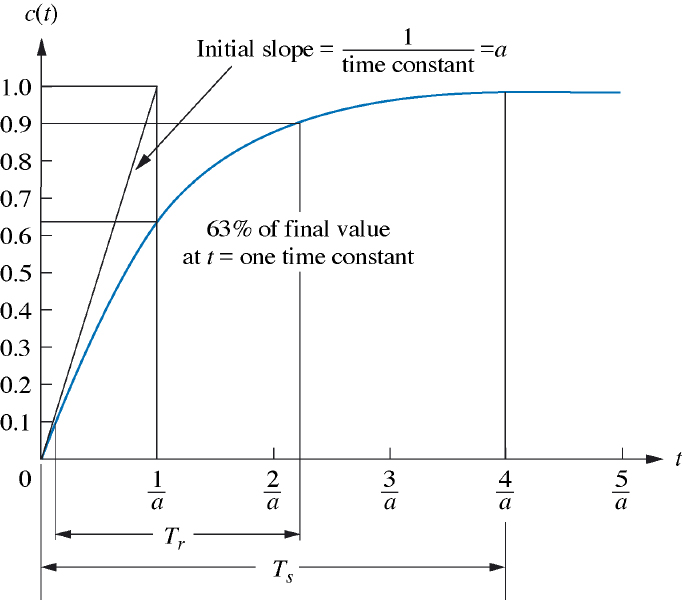 c(t)
Initial slope = 1/time constant = a
1.0
0.9
0.8
0.7
0.6
0.5
0.4
0.3
0.2
0.1
0
63% of final value
at t = one time constant
1/a 2/a 3/a 4/a 5/a t
Tr
Ts